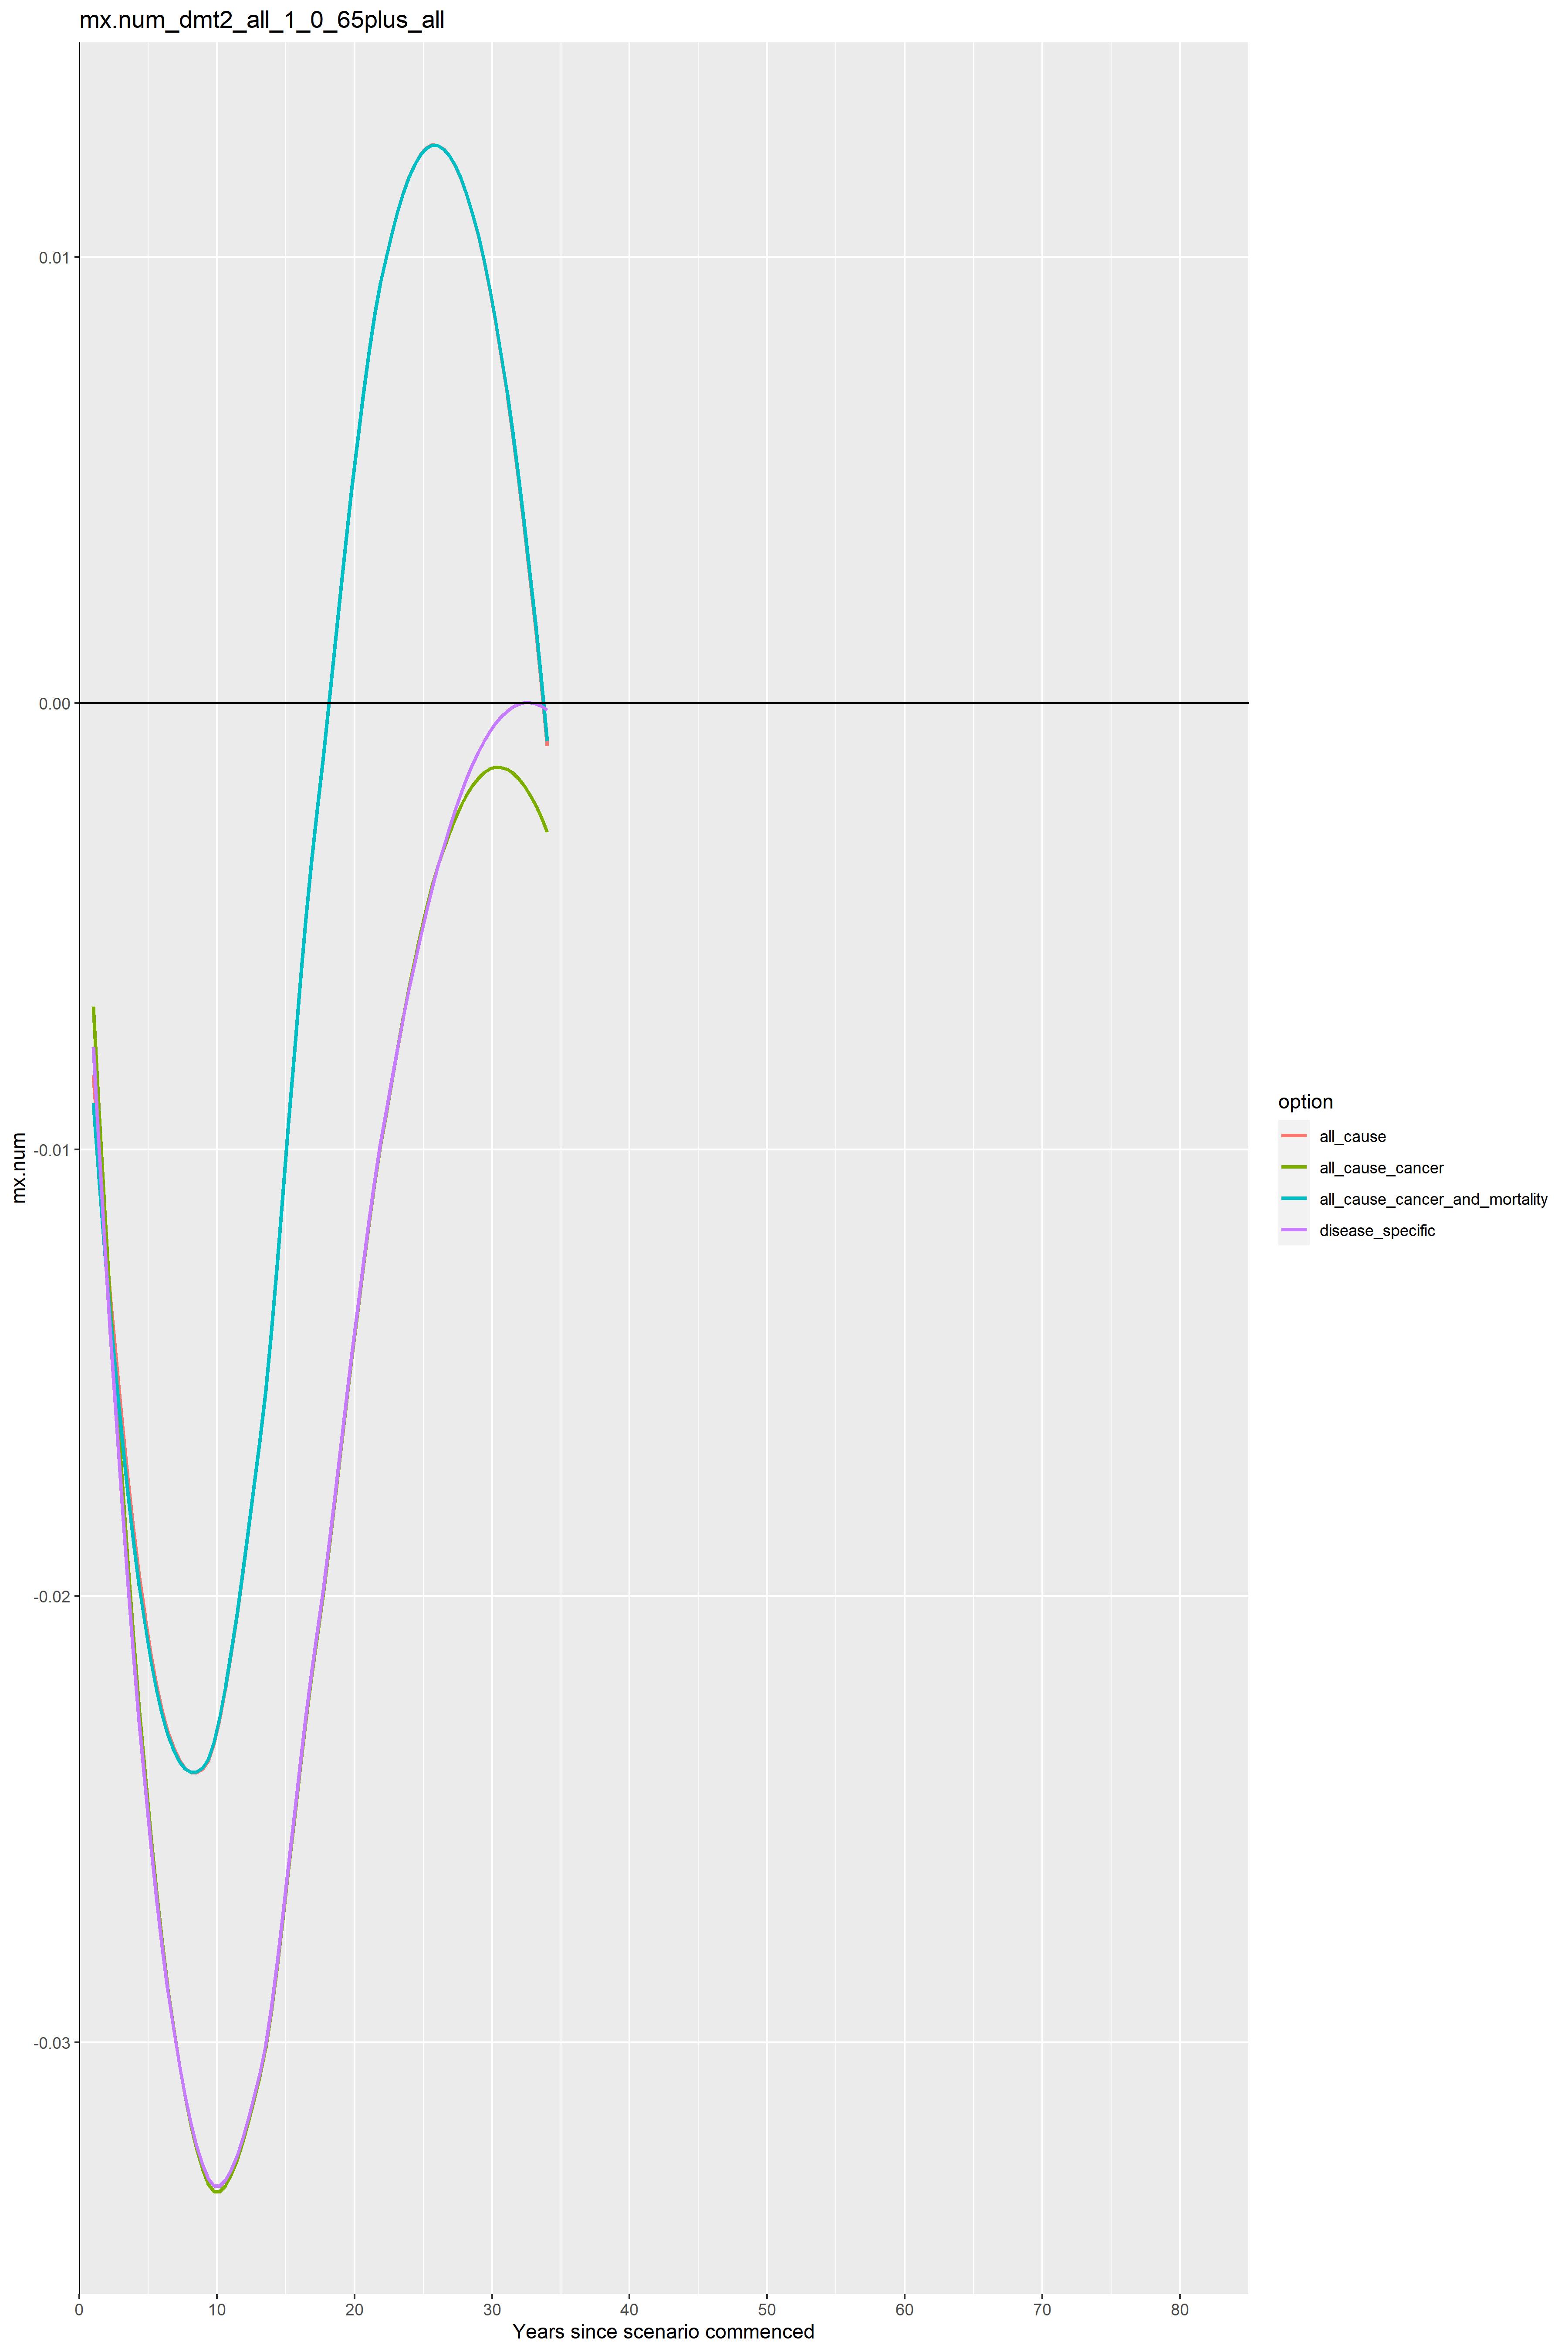 mx.num_dmt2_all_1_0_65plus_all
0.01
0.00
-0.01
-0.02
-0.03
mx.num
0 10 20 30 40 50 60 70 80
Years since scenario commenced
option
all_cause
all_cause_cancer
all_cause_cancer_and_mortality
disease_specific